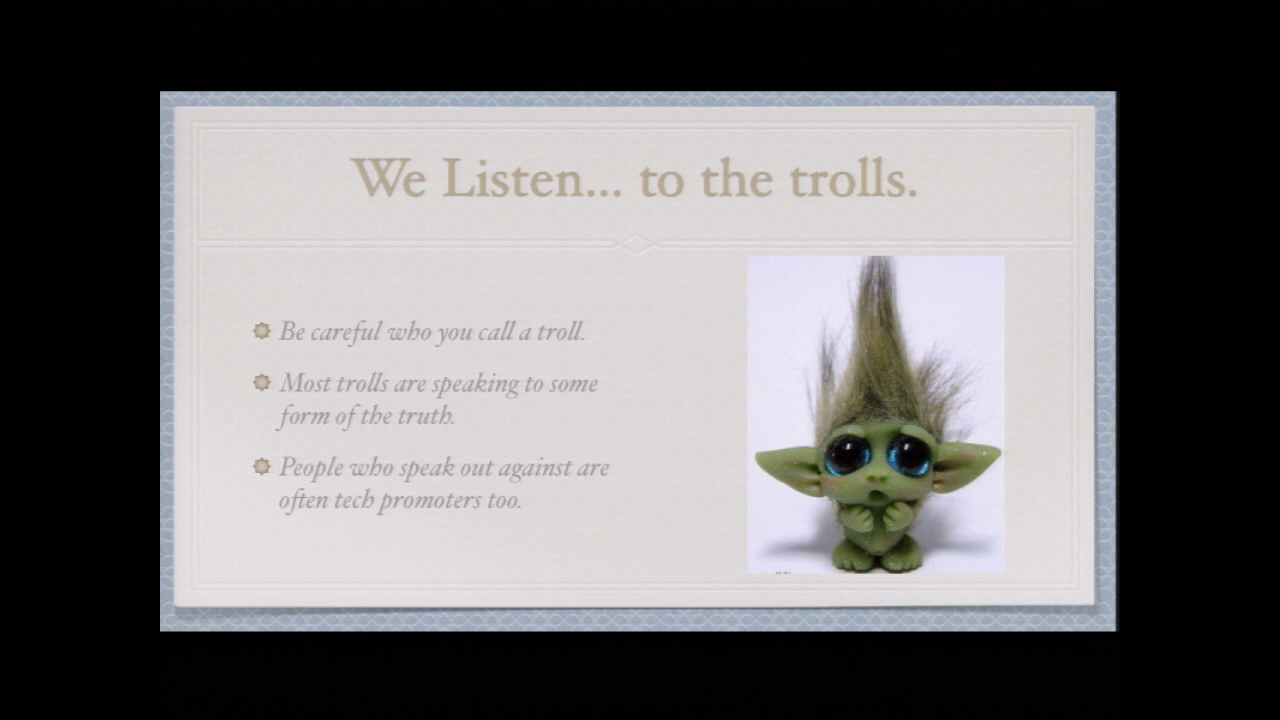 We Listen... to the trolls.
Be careful who you call a troll.
Most trolls are speaking to some
form of the truth.
People who speak out against are
often tech promoters too.